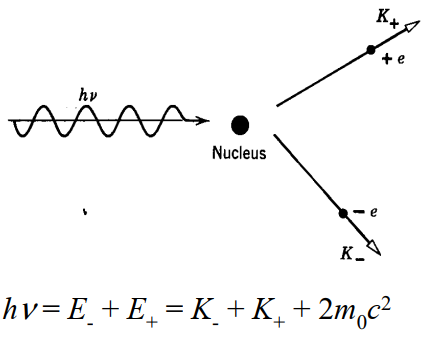 K₊
+ e
hν
Nucleus
− e
K₋
hν = E₋ + E₊ = K₋ + K₊ + 2m₀c²